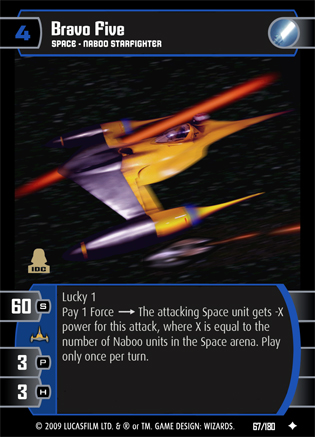 4
Bravo Five
SPACE - NABOO STARFIGHTER
IDC
60 S
Lucky 1
Pay 1 Force → The attacking Space unit gets -X
power for this attack, where X is equal to the
number of Naboo units in the Space arena. Play
only once per turn.
3 P
3 H
© 2009 LUCASFILM LTD. & ® or TM. GAME DESIGN: WIZARDS.
67/180